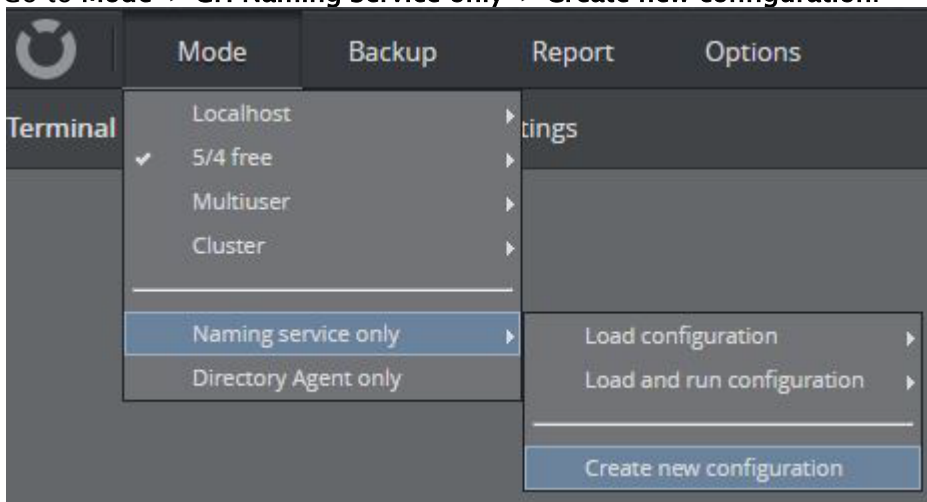 Mode Backup Report Options
Terminal
tings
Localhost
5/4 free
Multiuser
Cluster
Naming service only
Directory Agent only
Load configuration
Load and run configuration
Create new configuration